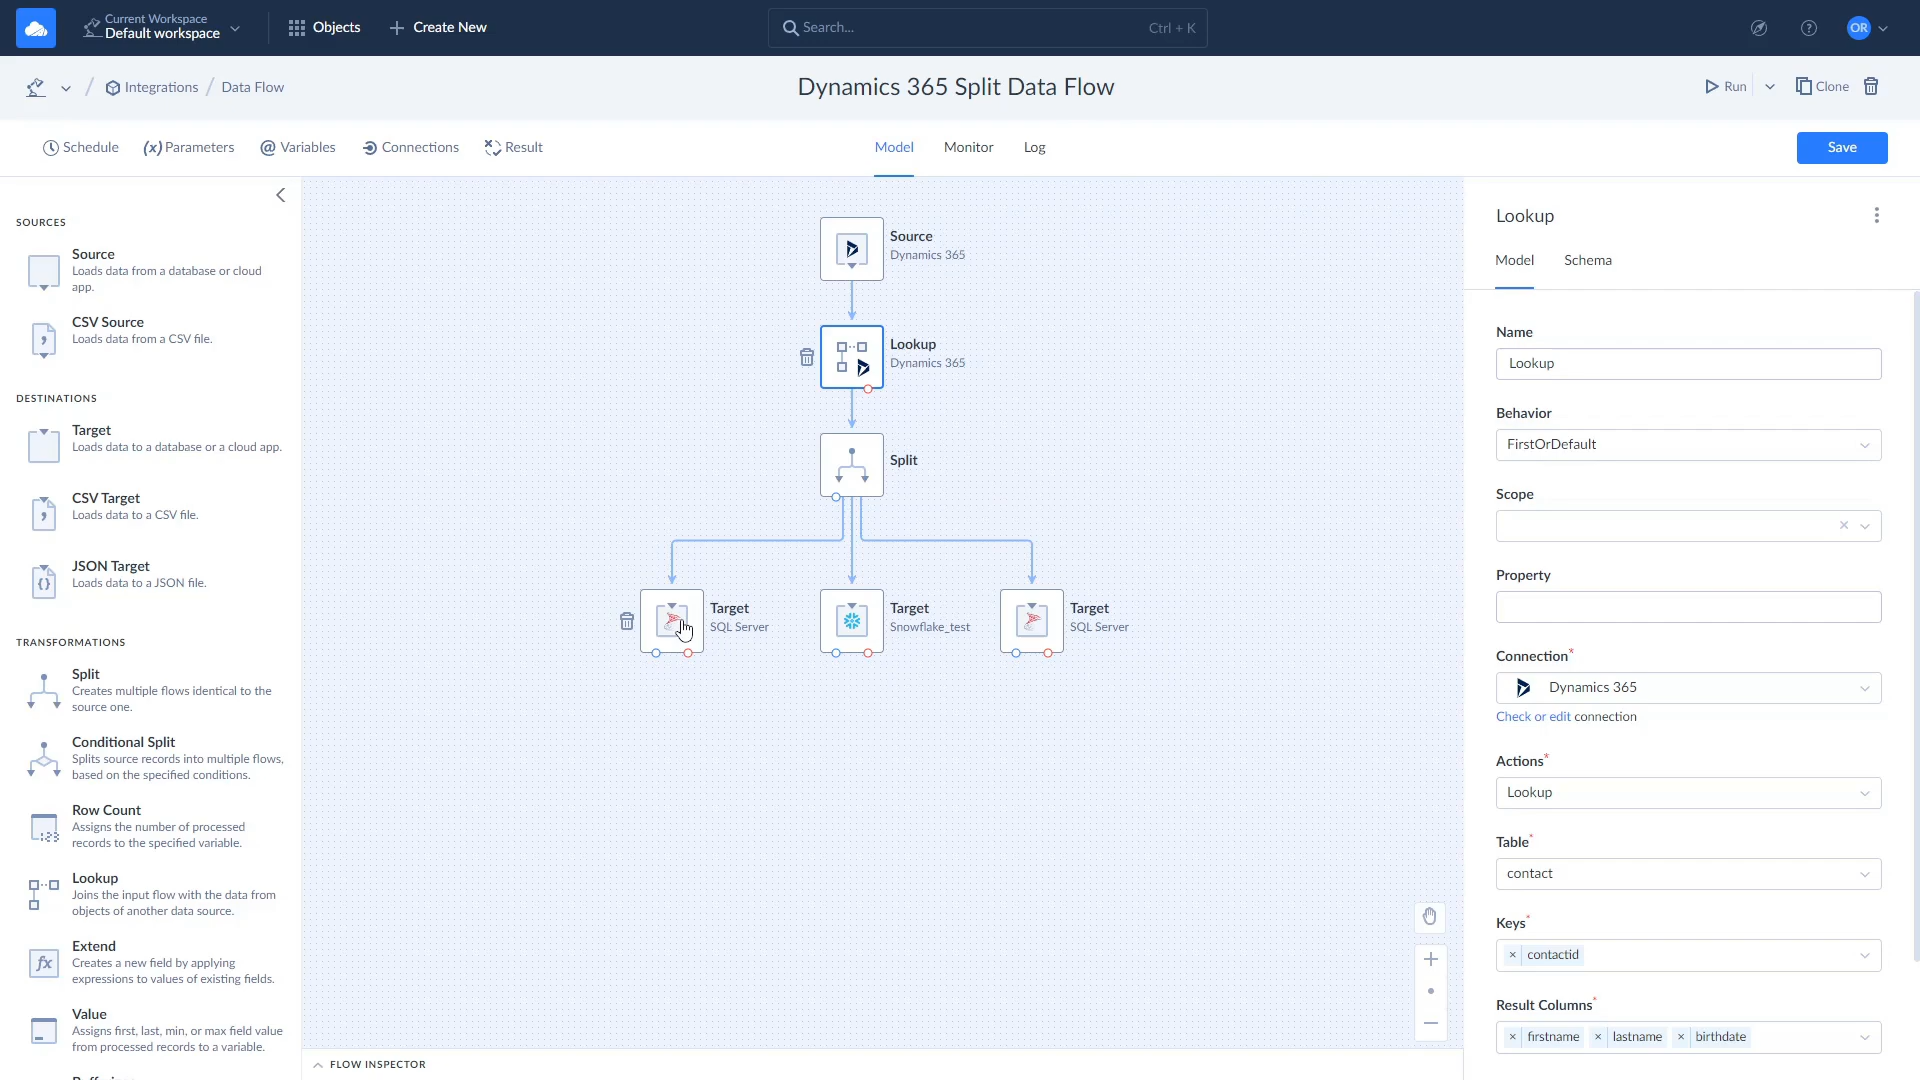 Current Workspace
Default workspace
Objects
Create New
Search...
Ctrl + K
OR
/ Integrations / Data Flow
Dynamics 365 Split Data Flow
Run
Clone
Schedule
(x) Parameters
@ Variables
Connections
Result
Model
Monitor
Log
Save
SOURCES
Source
Loads data from a database or cloud
app.
CSV Source
Loads data from a CSV file.
DESTINATIONS
Target
Loads data to a database or a cloud app.
CSV Target
Loads data to a CSV file.
JSON Target
Loads data to a JSON file.
TRANSFORMATIONS
Split
Creates multiple flows identical to the
source one.
Conditional Split
Splits source records into multiple flows,
based on the specified conditions.
Row Count
Assigns the number of processed
records to the specified variable.
Lookup
Joins the input flow with the data from
objects of another data source.
fx
Extend
Creates a new field by applying
expressions to values of existing fields.
Value
Assigns first, last, min, or max field value
from processed records to a variable.
Source
Dynamics 365
Lookup
Dynamics 365
Split
Target
SQL Server
Target
Snowflake_test
Target
SQL Server
FLOW INSPECTOR
Lookup
Model
Schema
Name
Lookup
Behavior
FirstOrDefault
Scope
Property
Connection*
Dynamics 365
Check or edit connection
Actions*
Lookup
Table*
contact
Keys*
× contactid
Result Columns*
× firstname × lastname × birthdate